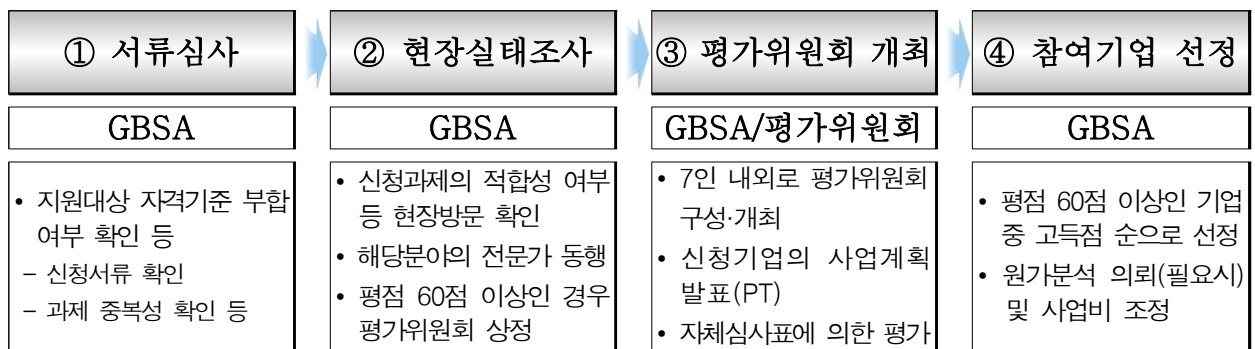 ① 서류심사
② 현장실태조사
③ 평가위원회 개최
④ 참여기업 선정
GBSA
GBSA
GBSA/평가위원회
GBSA
• 지원대상 자격기준 부합
여부 확인 등
– 신청서류 확인
– 과제 중복성 확인 등
• 신청과제의 적합성 여부
등 현장방문 확인
• 해당분야의 전문가 동행
• 평점 60점 이상인 경우
평가위원회 상정
• 7인 내외로 평가위원회
구성·개최
• 신청기업의 사업계획
발표(PT)
• 자체심사표에 의한 평가
• 평점 60점 이상인 기업
중 고득점 순으로 선정
• 원가분석 의뢰(필요시)
및 사업비 조정